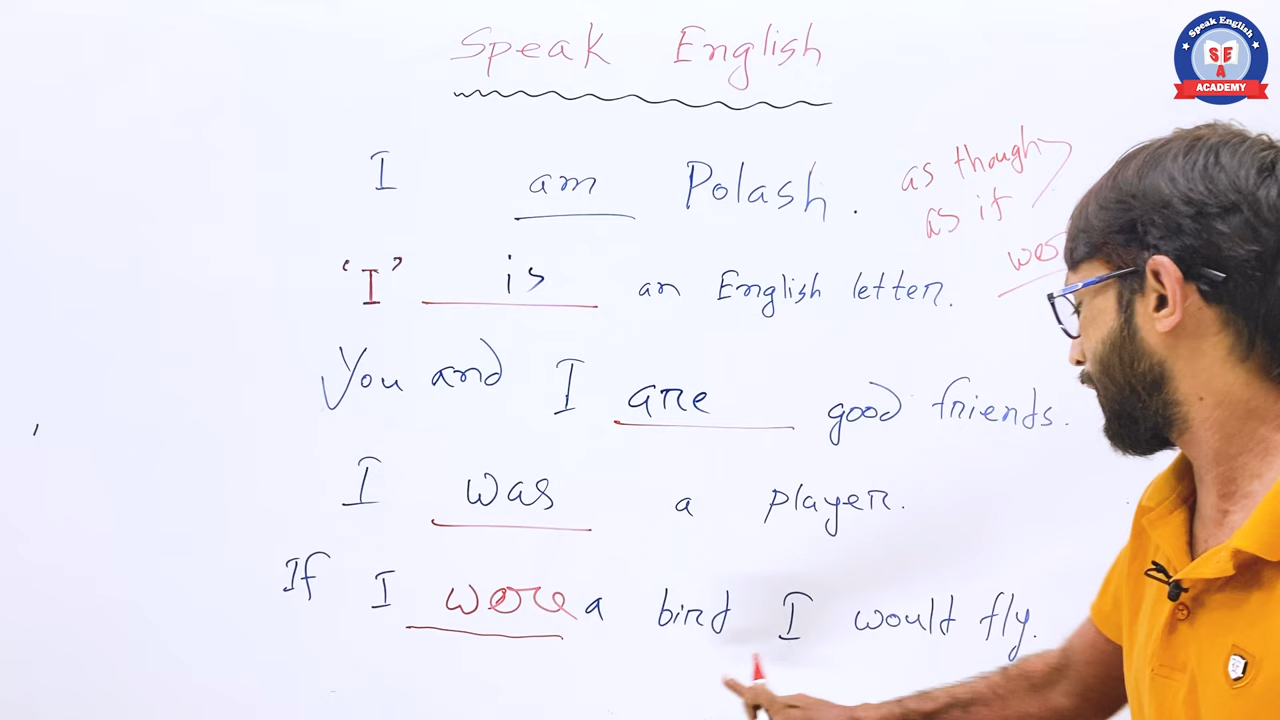 Speak English
Speak English
SE
A
ACADEMY
I am Polash.
as though
as if
'I' is an English letter.
You and I are good friends.
I was a player.
If I were a bird I would fly.